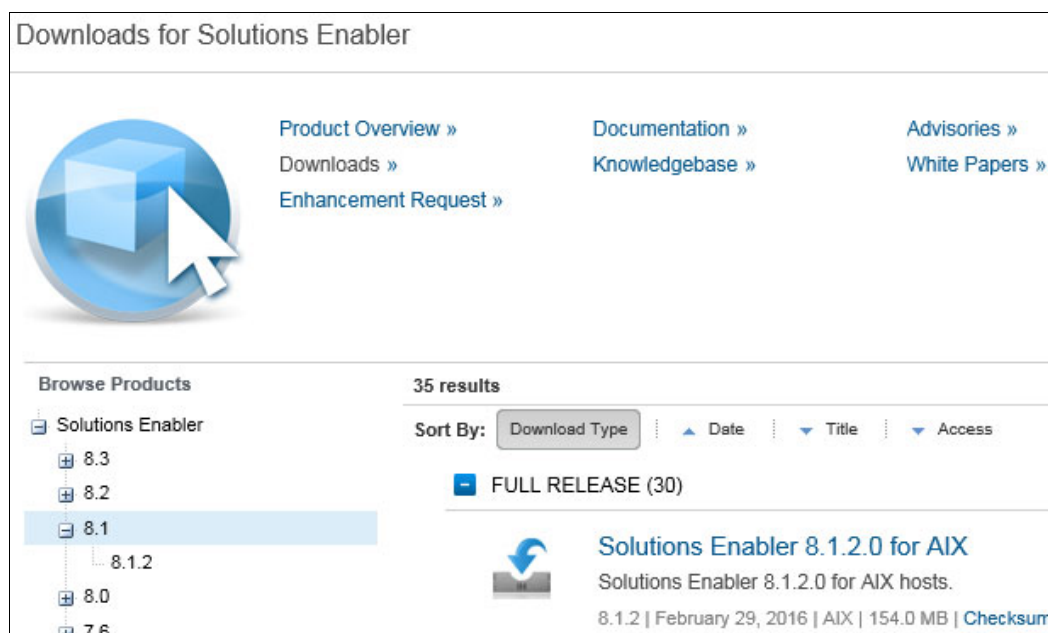 Downloads for Solutions Enabler
Product Overview »
Documentation »
Advisories »
Downloads »
Knowledgebase »
White Papers »
Enhancement Request »
Browse Products
Solutions Enabler
8.3
8.2
8.1
8.1.2
8.0
7.6
35 results
Sort By: Download Type Date Title Access
FULL RELEASE (30)
Solutions Enabler 8.1.2.0 for AIX
Solutions Enabler 8.1.2.0 for AIX hosts.
8.1.2 | February 29, 2016 | AIX | 154.0 MB | Checksum